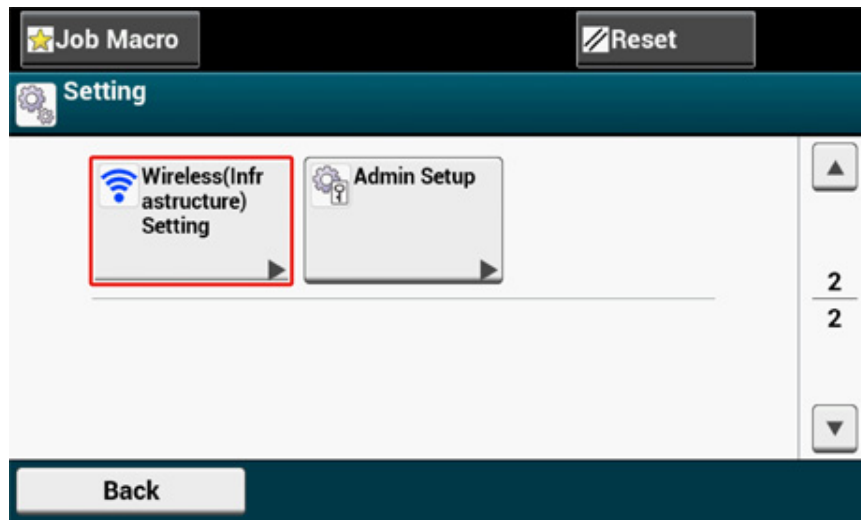 Job Macro
Reset
Setting
Wireless(Infr
astructure)
Setting
Admin Setup
2
2
Back